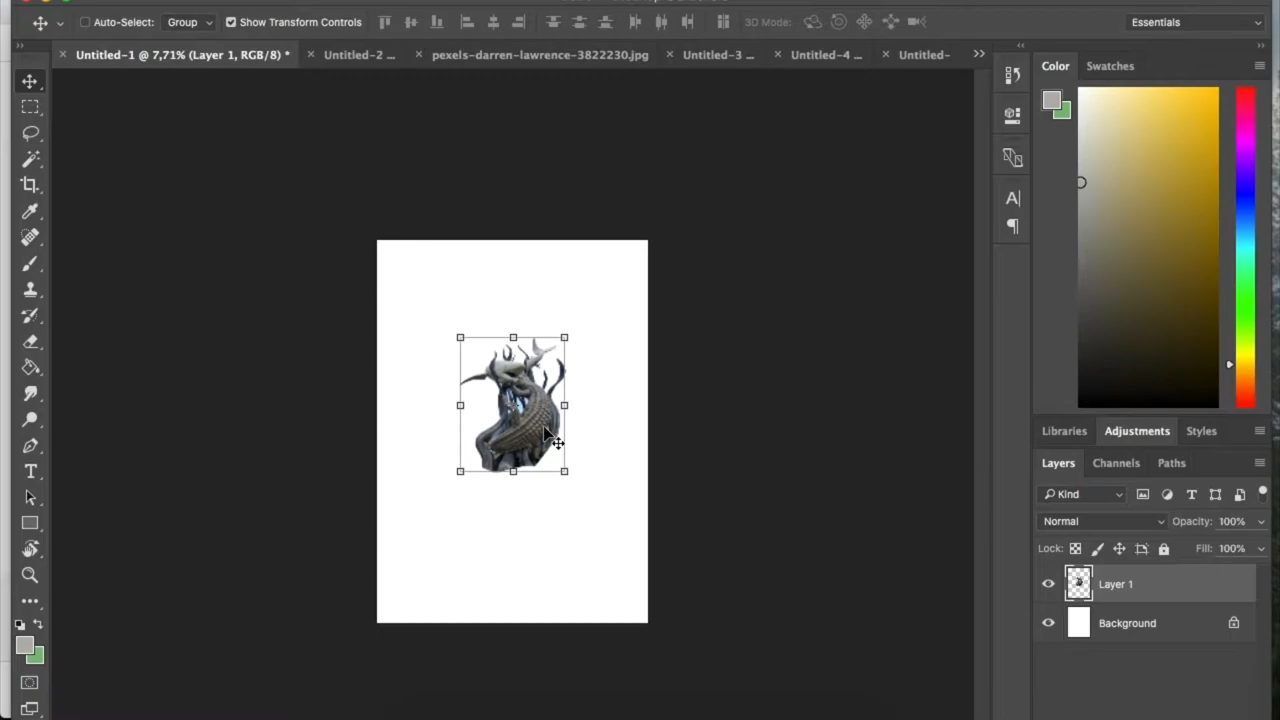 Auto-Select: Group Show Transform Controls 3D Mode: Essentials
Untitled-1 @ 7,71% (Layer 1, RGB/8) * Untitled-2 ... pexels-darren-lawrence-3822230.jpg Untitled-3 ... Untitled-4 ... Untitled-
Color Swatches
Libraries Adjustments Styles
Layers Channels Paths
Kind
Normal Opacity: 100%
Lock: Fill: 100%
Layer 1
Background